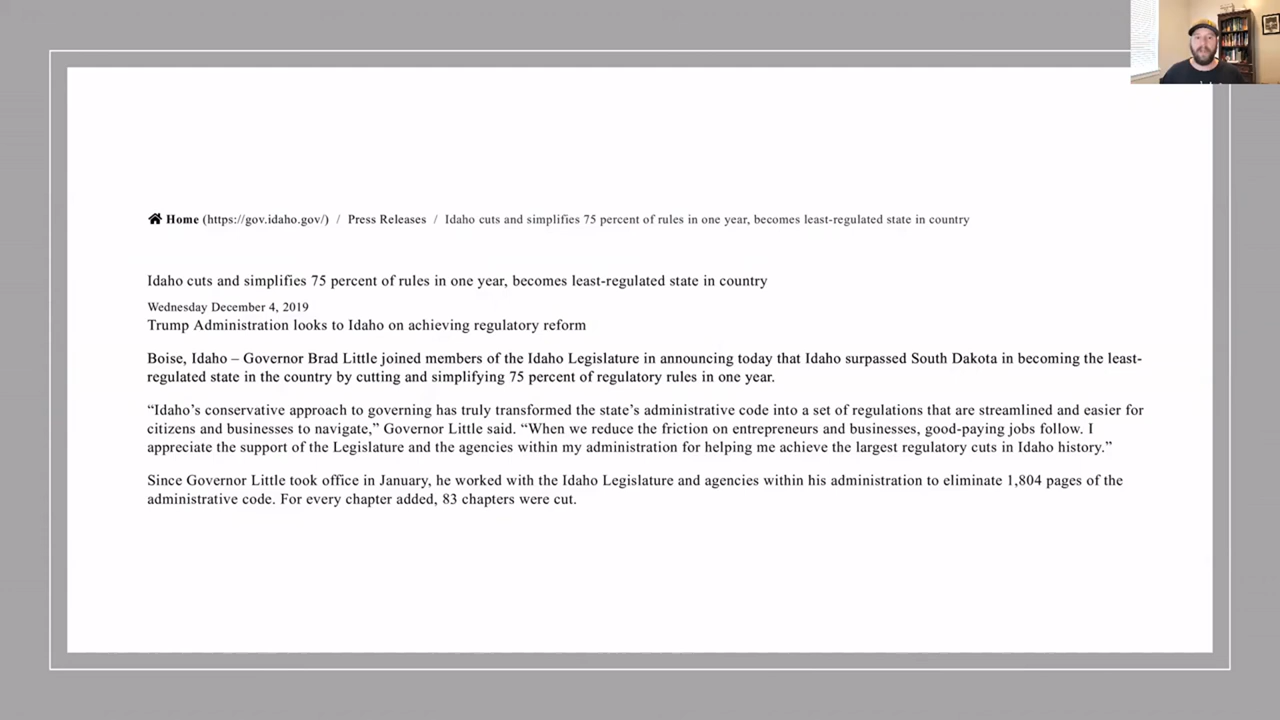 Home (https://gov.idaho.gov/) / Press Releases / Idaho cuts and simplifies 75 percent of rules in one year, becomes least-regulated state in country
Idaho cuts and simplifies 75 percent of rules in one year, becomes least-regulated state in country
Wednesday December 4, 2019
Trump Administration looks to Idaho on achieving regulatory reform
Boise, Idaho – Governor Brad Little joined members of the Idaho Legislature in announcing today that Idaho surpassed South Dakota in becoming the least-
regulated state in the country by cutting and simplifying 75 percent of regulatory rules in one year.
“Idaho’s conservative approach to governing has truly transformed the state’s administrative code into a set of regulations that are streamlined and easier for
citizens and businesses to navigate,” Governor Little said. “When we reduce the friction on entrepreneurs and businesses, good-paying jobs follow. I
appreciate the support of the Legislature and the agencies within my administration for helping me achieve the largest regulatory cuts in Idaho history.”
Since Governor Little took office in January, he worked with the Idaho Legislature and agencies within his administration to eliminate 1,804 pages of the
administrative code. For every chapter added, 83 chapters were cut.